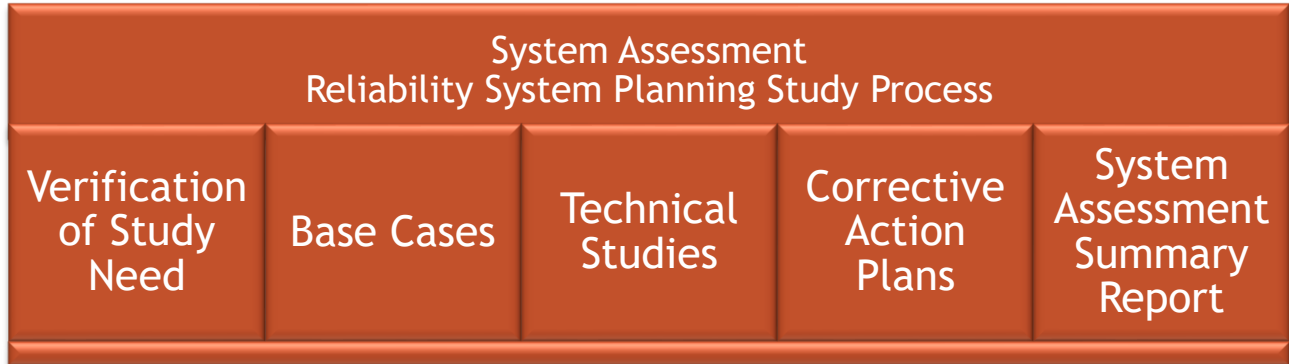 System Assessment
Reliability System Planning Study Process
Verification
of Study
Need
Base Cases
Technical
Studies
Corrective
Action
Plans
System
Assessment
Summary
Report